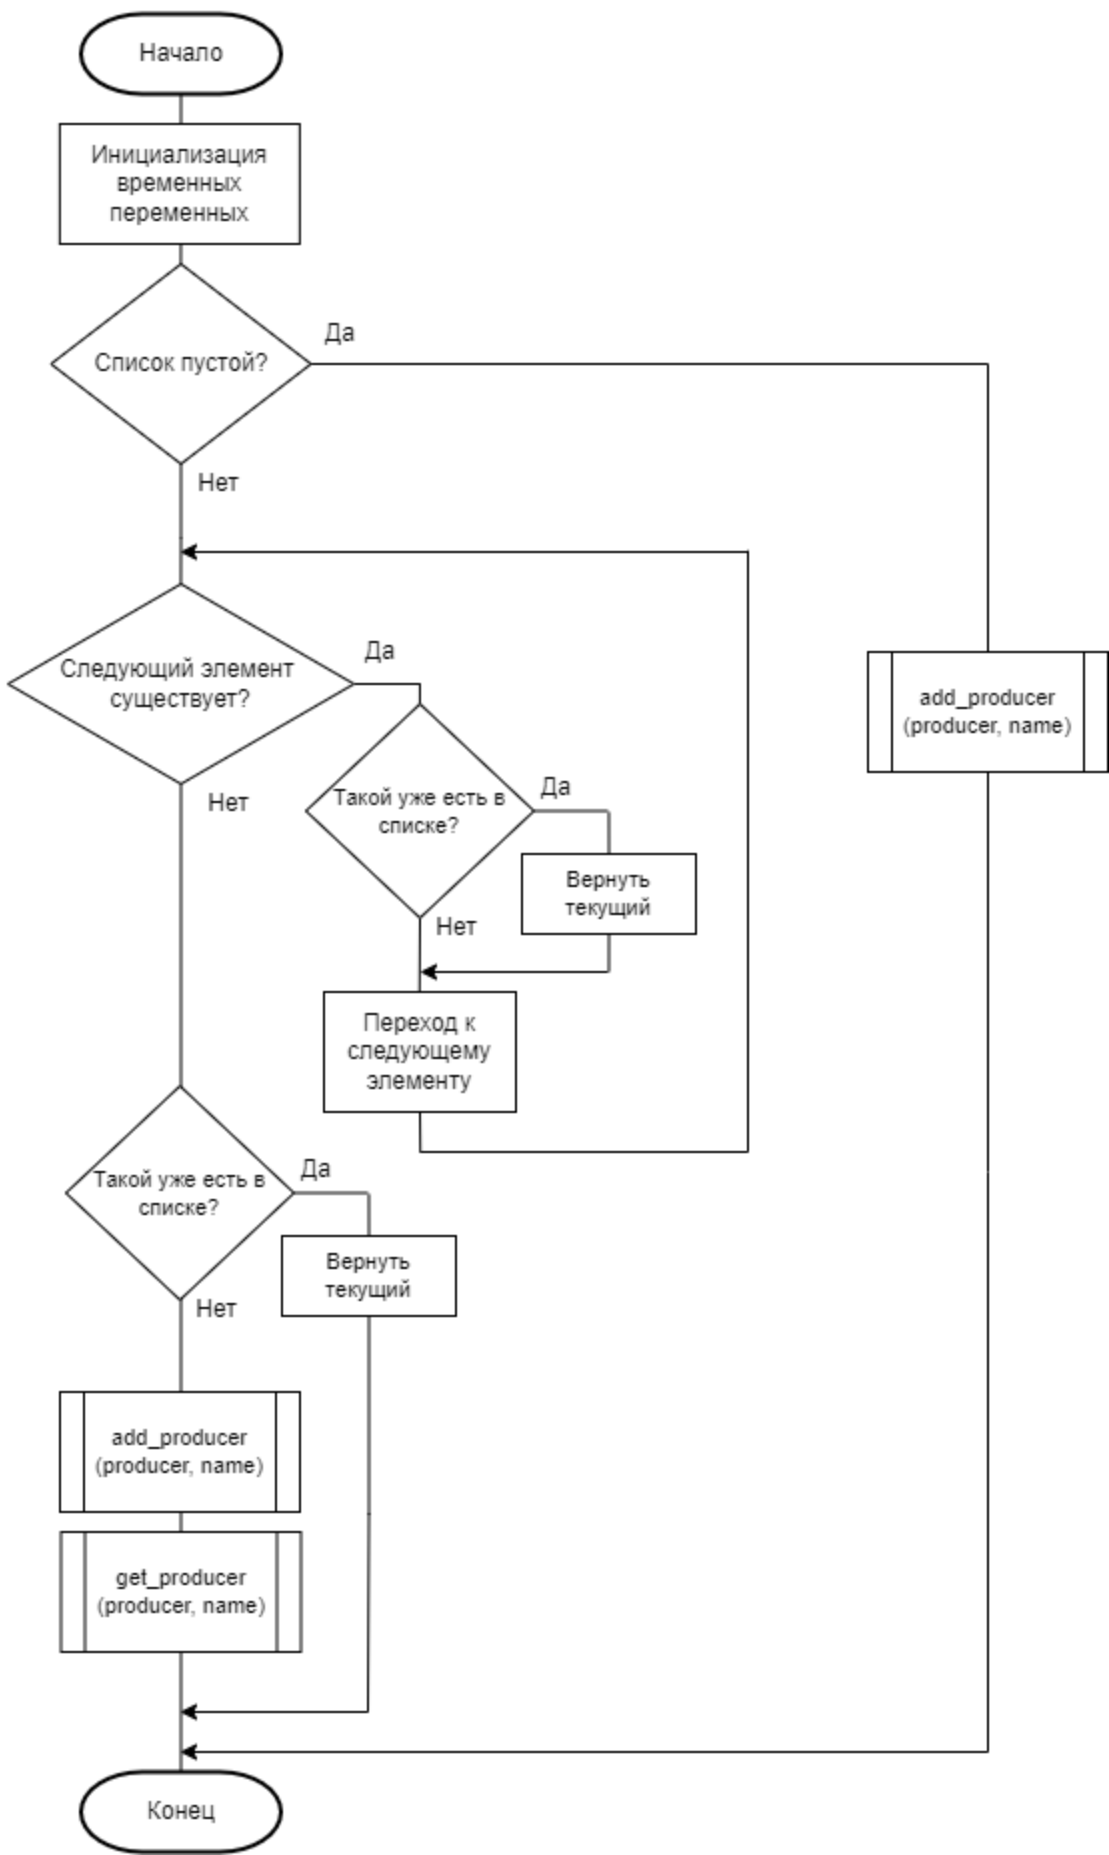 Начало
Инициализация
временных
переменных
Да
Список пустой?
Нет
Да
Следующий элемент
существует?
add_producer
(producer, name)
Да
Такой уже есть в
списке?
Нет
Вернуть
текущий
Нет
Переход к
следующему
элементу
Да
Такой уже есть в
списке?
Вернуть
текущий
Нет
add_producer
(producer, name)
get_producer
(producer, name)
Конец